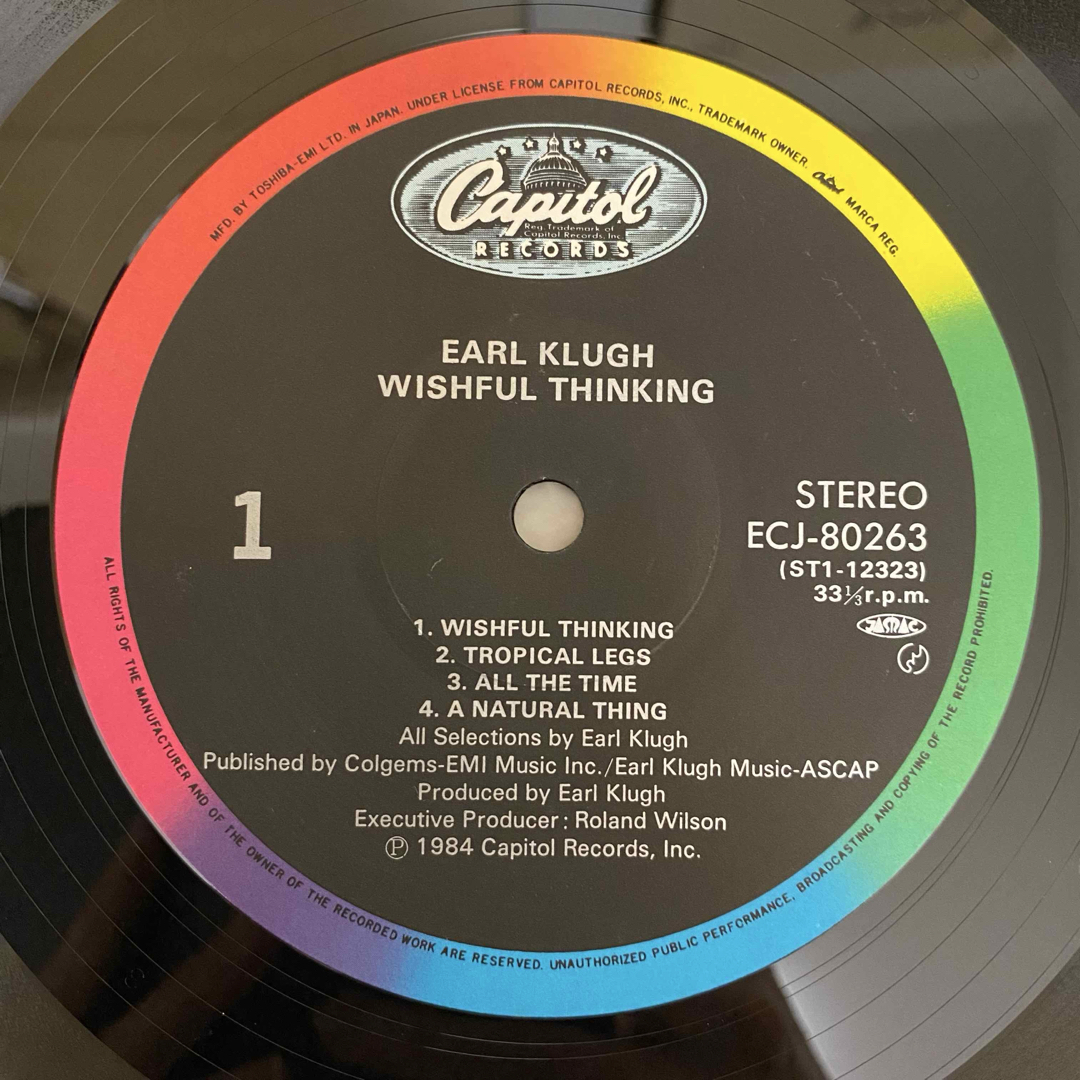 MFD. BY TOSHIBA-EMI LTD. IN JAPAN. UNDER LICENSE FROM CAPITOL RECORDS, INC., TRADEMARK OWNER. Capitol MARCA REG.
Capitol
Reg. Trademark of
Capitol Records, Inc.
RECORDS
EARL KLUGH
WISHFUL THINKING
1
STEREO
ECJ-80263
(ST1-12323)
33⅓r.p.m.
JASRAC
1. WISHFUL THINKING
2. TROPICAL LEGS
3. ALL THE TIME
4. A NATURAL THING
All Selections by Earl Klugh
Published by Colgems-EMI Music Inc./Earl Klugh Music-ASCAP
Produced by Earl Klugh
Executive Producer: Roland Wilson
Ⓟ 1984 Capitol Records, Inc.
ALL RIGHTS OF THE MANUFACTURER AND OF THE OWNER OF THE RECORDED WORK ARE RESERVED. UNAUTHORIZED PUBLIC PERFORMANCE, BROADCASTING AND COPYING OF THE RECORD PROHIBITED.